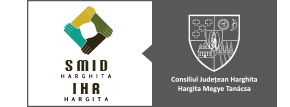 SMID
HARGHITA
IHR
HARGITA
Consiliul Județean Harghita
Hargita Megye Tanácsa